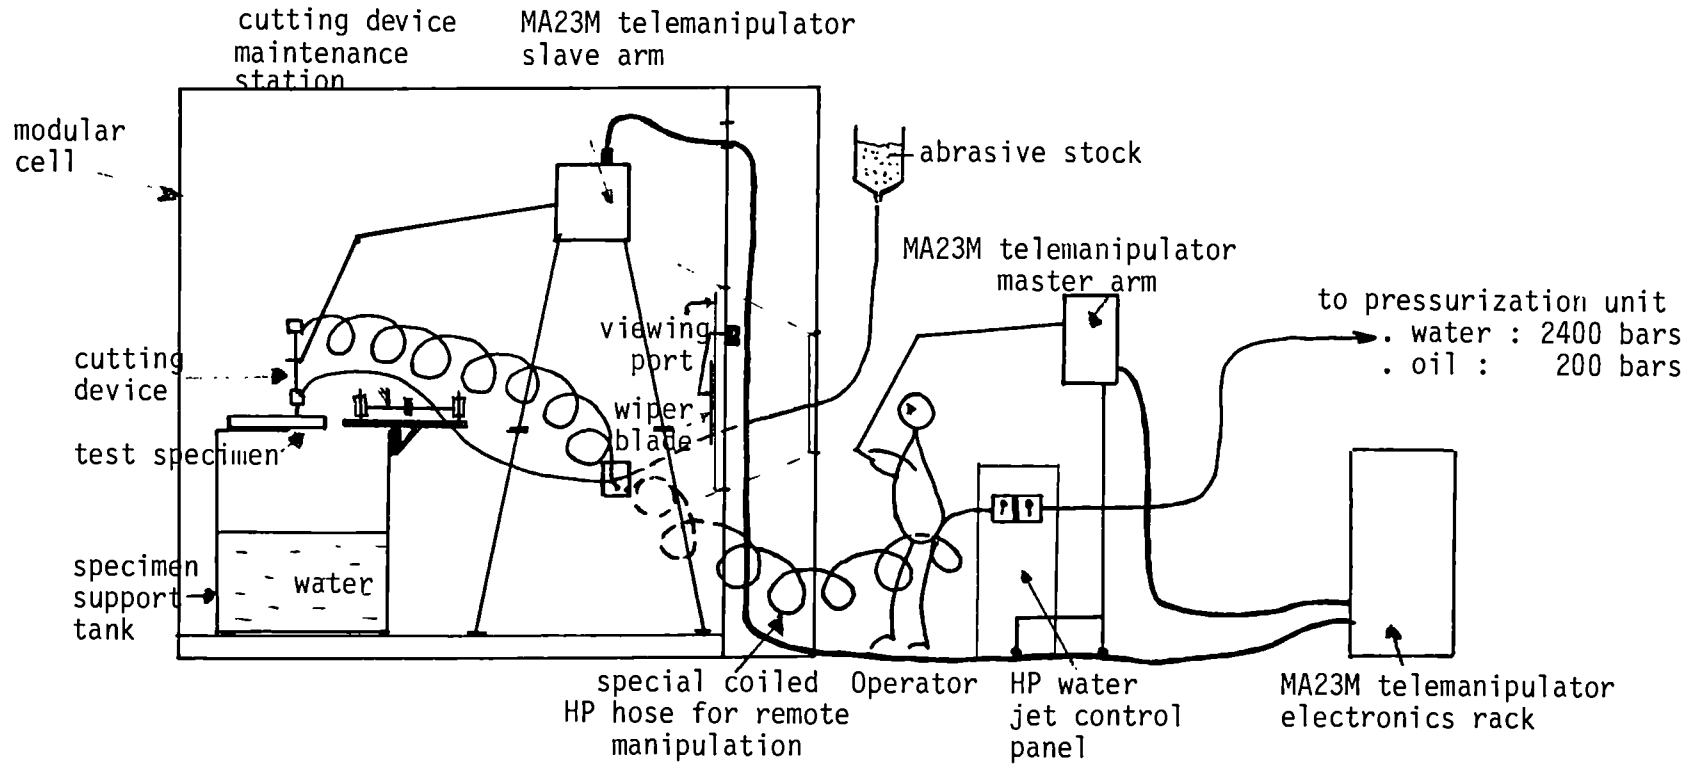 cutting device
maintenance
station
MA23M telemanipulator
slave arm
modular
cell
abrasive stock
MA23M telemanipulator
master arm
to pressurization unit
. water : 2400 bars
. oil : 200 bars
viewing
port
cutting
device
wiper
blade
test specimen
specimen
support
tank
water
special coiled
HP hose for remote
manipulation
Operator
HP water
jet control
panel
MA23M telemanipulator
electronics rack